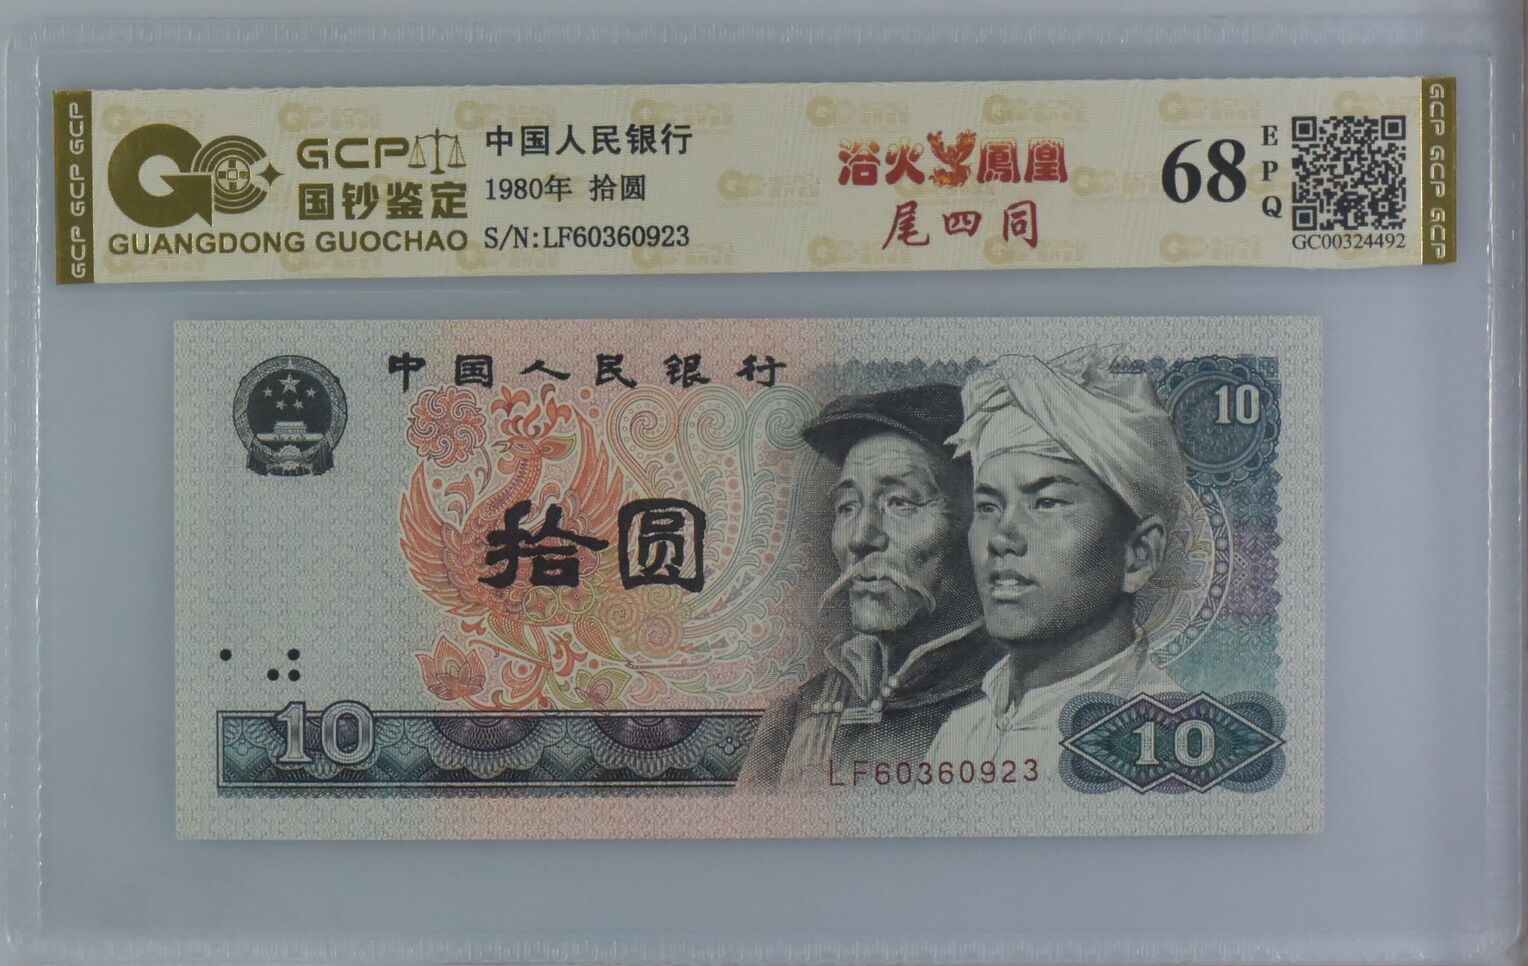 GCP
国钞鉴定
GUANGDONG GUOCHAO
中国人民银行
1980年 拾圆
S/N:LF60360923
浴火鳳凰
尾四同
68
EPQ
GC00324492
GCP GCP GCP
GCP GCP GCP
中国人民银行
10
拾圆
10
LF60360923
10